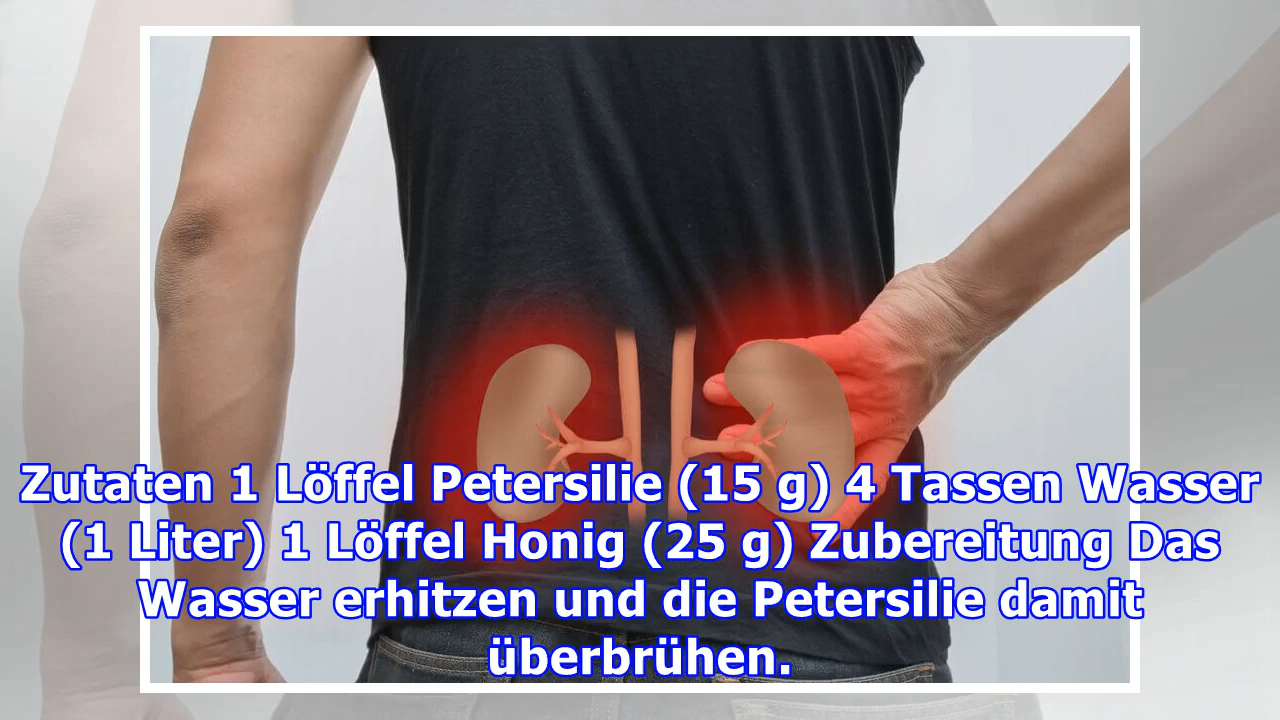 Zutaten 1 Löffel Petersilie (15 g) 4 Tassen Wasser
(1 Liter) 1 Löffel Honig (25 g) Zubereitung Das
Wasser erhitzen und die Petersilie damit
überbrühen.